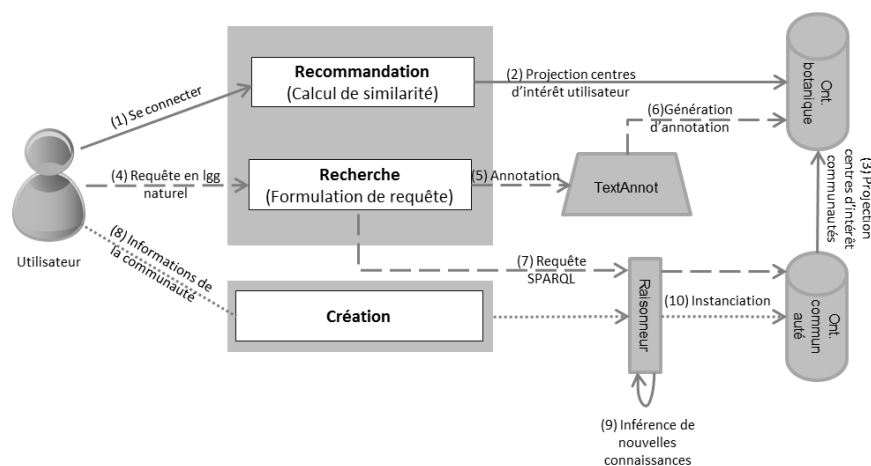 Recommandation
(Calcul de similarité)
(1) Se connecter
(2) Projection centres
d'intérêt utilisateur
Ont.
botanique
(6)Génération
d'annotation
(3) Projection
centres d'intérêt
communautés
(4) Requête en lgg
naturel
Recherche
(Formulation de requête)
(5) Annotation
TextAnnot
Utilisateur
(8) Informations de
la communauté
(7) Requête
SPARQL
Création
Raisonneur
(10) Instanciation
Ont.
commun
auté
(9) Inférence de
nouvelles
connaissances